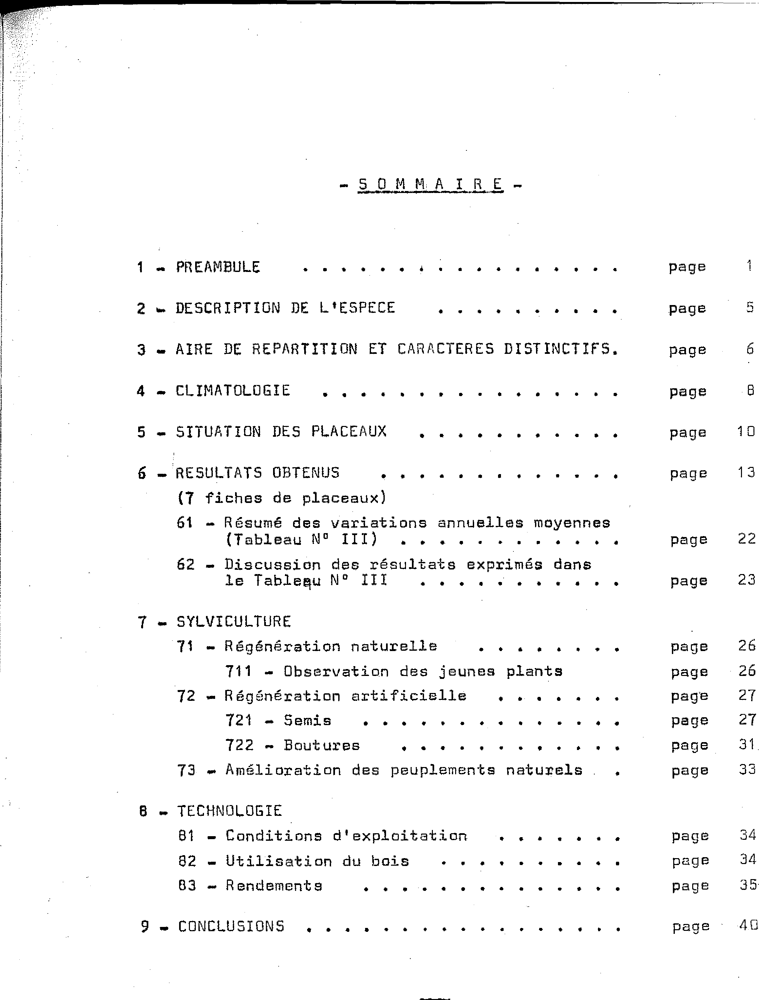 - S O M M A I R E -
1 - PREAMBULE . . . . . . . . . . . . . . . . . page 1
2 - DESCRIPTION DE L'ESPECE . . . . . . . . . . page 5
3 - AIRE DE REPARTITION ET CARACTERES DISTINCTIFS. page 6
4 - CLIMATOLOGIE . . . . . . . . . . . . . . . . page 8
5 - SITUATION DES PLACEAUX . . . . . . . . . . . page 10
6 - RESULTATS OBTENUS . . . . . . . . . . . . . page 13
(7 fiches de placeaux)
61 - Résumé des variations annuelles moyennes
(Tableau Nº III) . . . . . . . . . . . . page 22
62 - Discussion des résultats exprimés dans
le Tableau Nº III . . . . . . . . . . . page 23
7 - SYLVICULTURE
71 - Régénération naturelle . . . . . . . . page 26
711 - Observation des jeunes plants page 26
72 - Régénération artificielle . . . . . . . page 27
721 - Semis . . . . . . . . . . . . . . page 27
722 - Boutures . . . . . . . . . . . . page 31
73 - Amélioration des peuplements naturels . page 33
8 - TECHNOLOGIE
81 - Conditions d'exploitation . . . . . . . page 34
82 - Utilisation du bois . . . . . . . . . . page 34
83 - Rendements . . . . . . . . . . . . . . page 35
9 - CONCLUSIONS . . . . . . . . . . . . . . . . . page 40